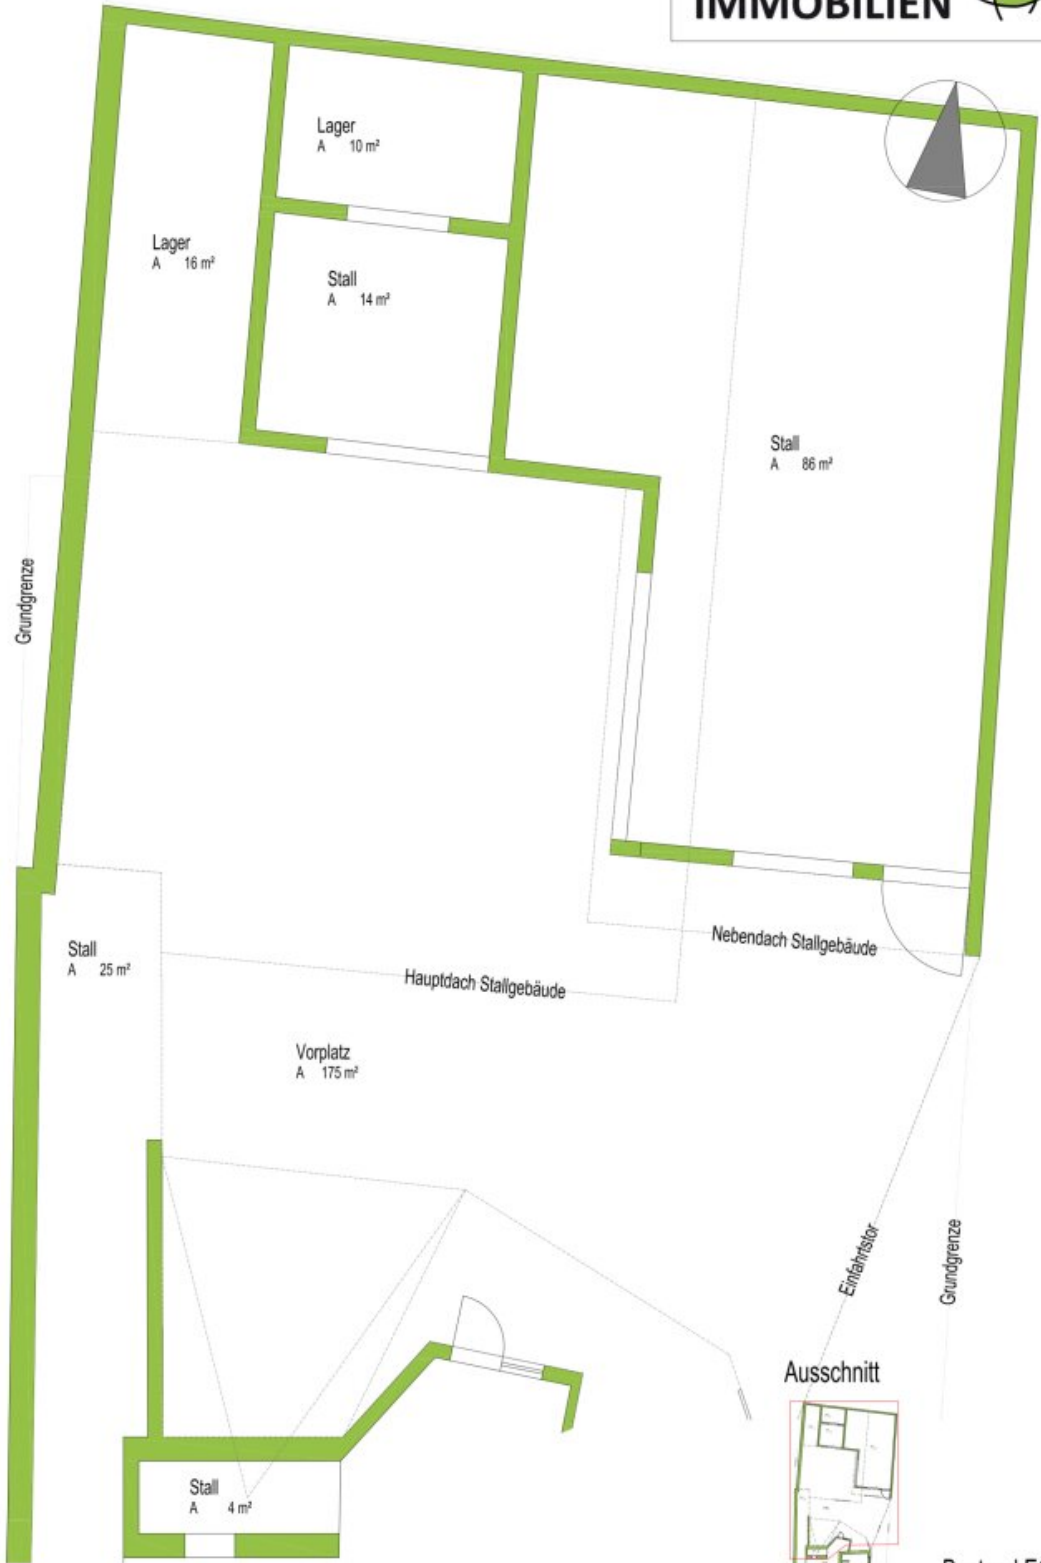 IMMOBILIEN
Lager
A 10 m²
Lager
A 16 m²
Stall
A 14 m²
Stall
A 86 m²
Grundgrenze
Stall
A 25 m²
Nebendach Stallgebäude
Hauptdach Stallgebäude
Vorplatz
A 175 m²
Einfahrtstor
Grundgrenze
Ausschnitt
Stall
A 4 m²